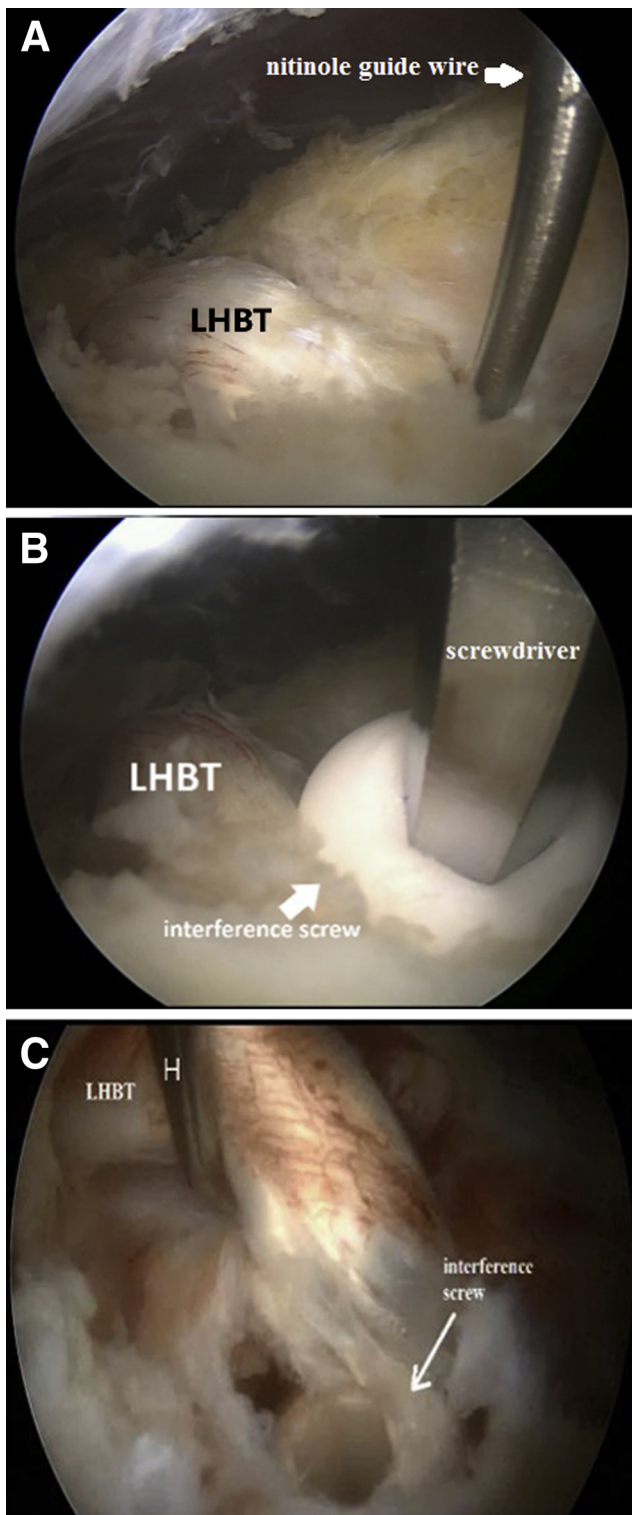 A
nitinole guide wire
LHBT
B
screwdriver
LHBT
interference screw
C
H
LHBT
interference
screw